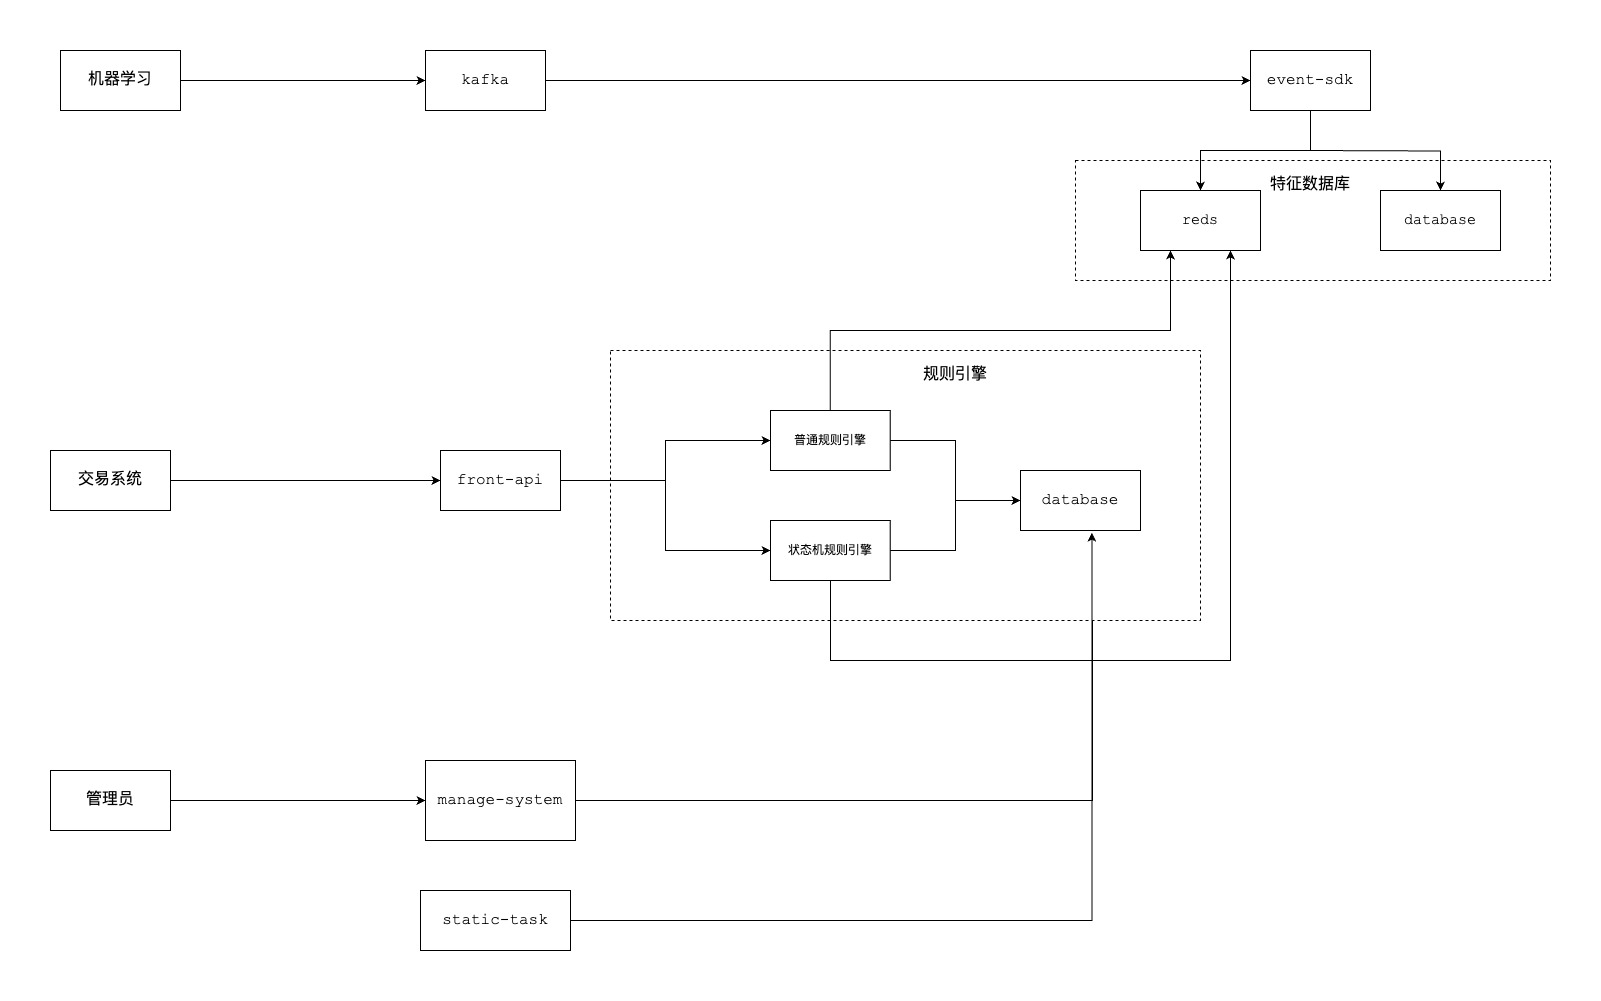 机器学习
kafka
event-sdk
特征数据库
reds
database
规则引擎
普通规则引擎
交易系统
front-api
database
状态机规则引擎
管理员
manage-system
static-task